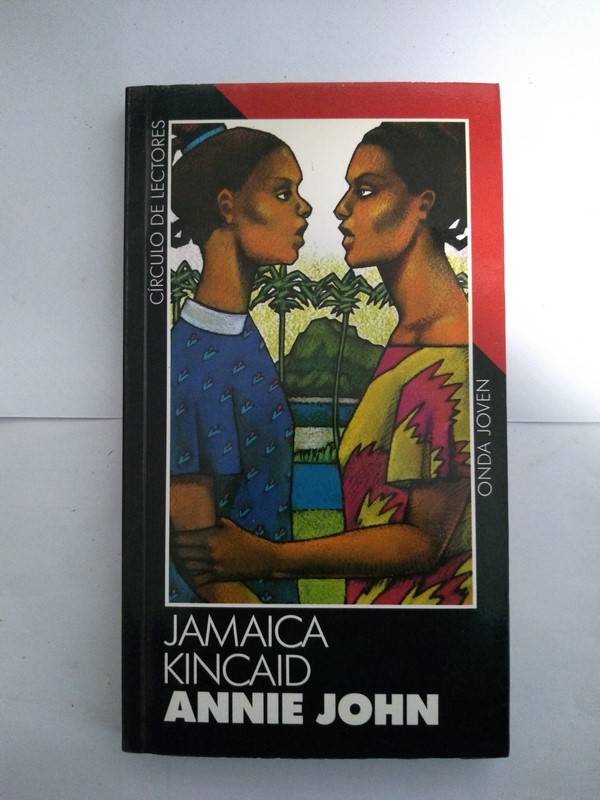 CÍRCULO DE LECTORES
ONDA JOVEN
JAMAICA
KINCAID
ANNIE JOHN